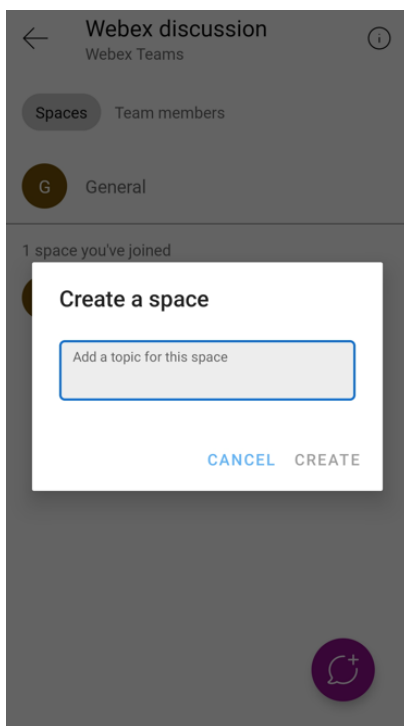 Webex discussion
Webex Teams
Spaces Team members
G General
1 space you've joined
Create a space
Add a topic for this space
CANCEL CREATE